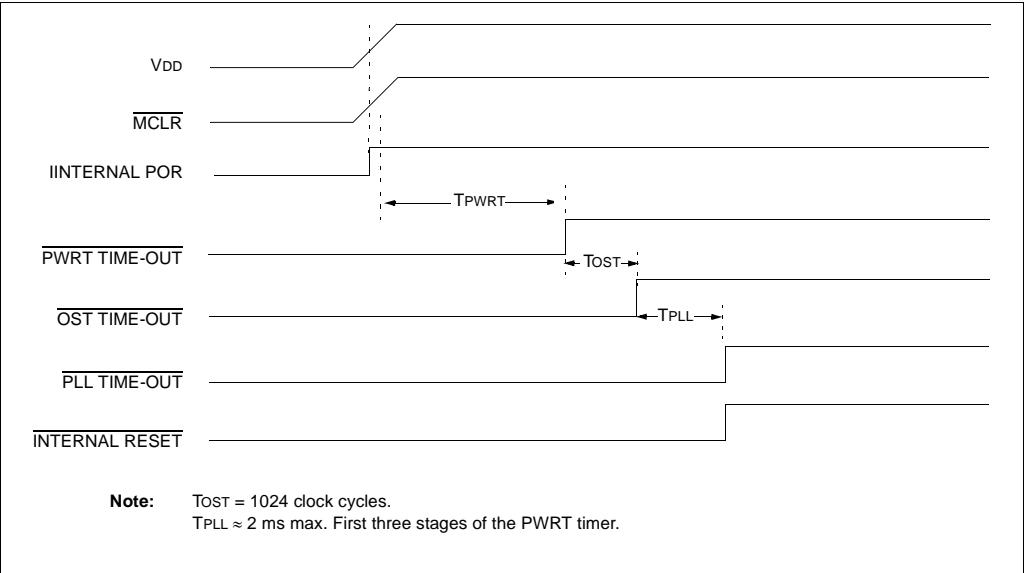 VDD
MCLR
IINTERNAL POR
TPWRT
PWRT TIME-OUT
TOST
OST TIME-OUT
TPLL
PLL TIME-OUT
INTERNAL RESET
Note: TOST = 1024 clock cycles.
TPLL ≈ 2 ms max. First three stages of the PWRT timer.